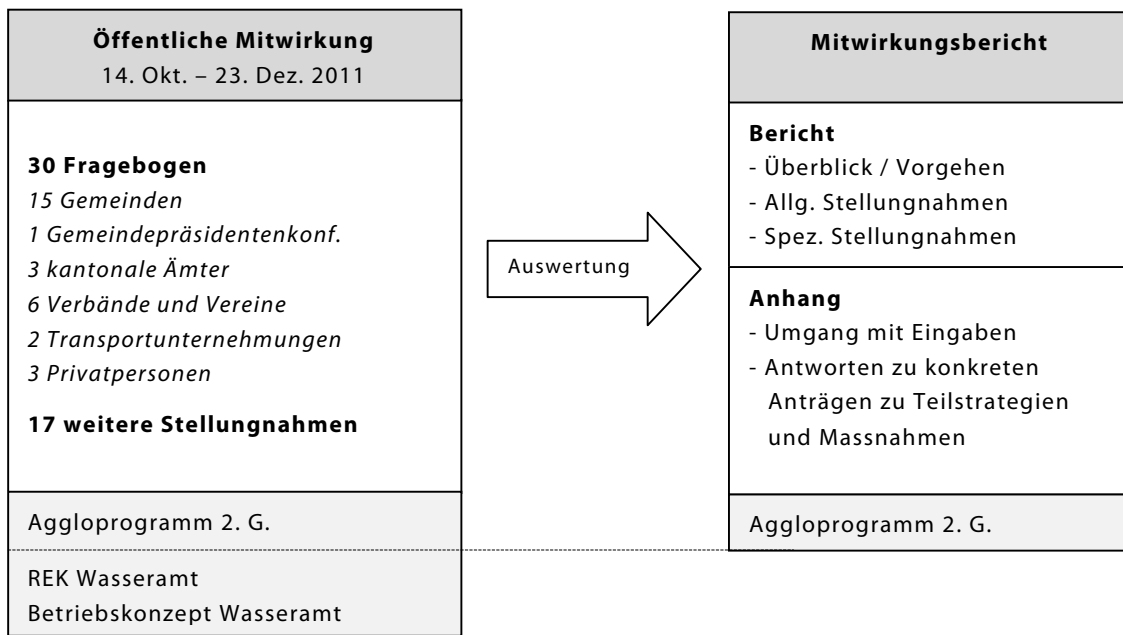 Öffentliche Mitwirkung
14. Okt. – 23. Dez. 2011
30 Fragebogen
15 Gemeinden
1 Gemeindepräsidentenkonf.
3 kantonale Ämter
6 Verbände und Vereine
2 Transportunternehmungen
3 Privatpersonen
17 weitere Stellungnahmen
Aggloprogramm 2. G.
REK Wasseramt
Betriebskonzept Wasseramt
Auswertung
Mitwirkungsbericht
Bericht
- Überblick / Vorgehen
- Allg. Stellungnahmen
- Spez. Stellungnahmen
Anhang
- Umgang mit Eingaben
- Antworten zu konkreten
Anträgen zu Teilstrategien
und Massnahmen
Aggloprogramm 2. G.